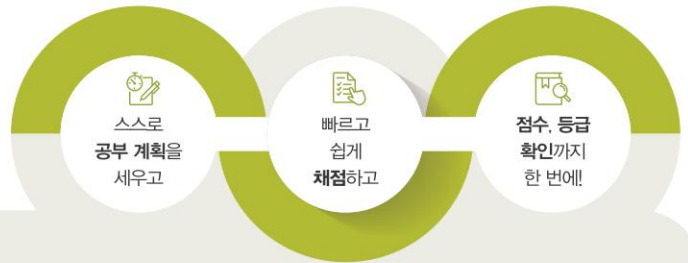 스스로
공부 계획을
세우고
빠르고
쉽게
채점하고
점수, 등급
확인까지
한 번에!